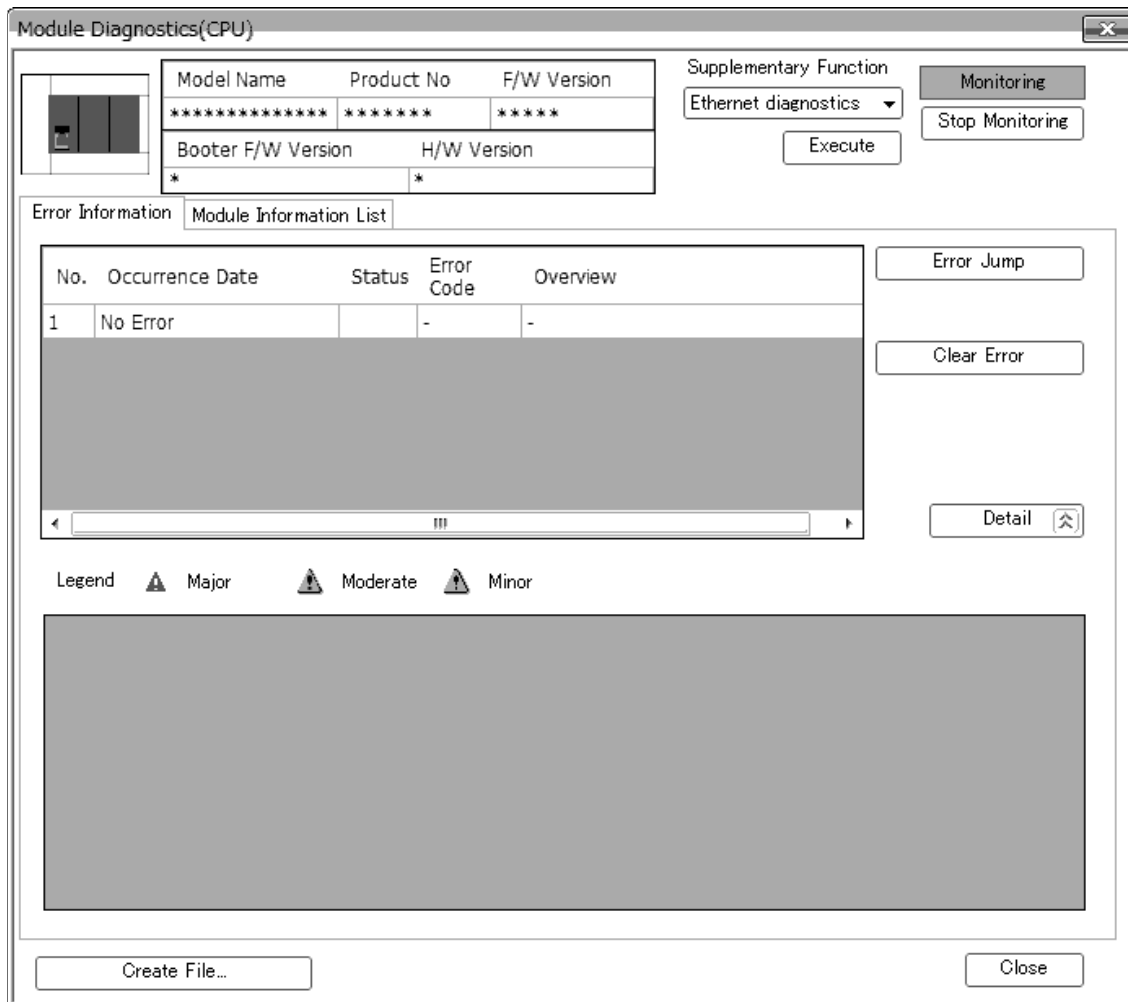 Module Diagnostics(CPU)
Model Name Product No F/W Version
************** ******* *****
Booter F/W Version H/W Version
* *
Supplementary Function
Ethernet diagnostics
Execute
Monitoring
Stop Monitoring
Error Information Module Information List
No. Occurrence Date Status Error Code Overview
1 No Error - -
Error Jump
Clear Error
Detail
Legend Major Moderate Minor
Create File...
Close